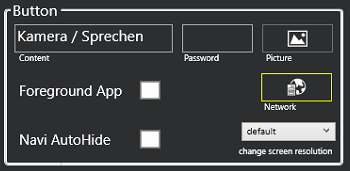 Button
Kamera / Sprechen
Content
Password
Picture
Foreground App
Network
Navi AutoHide
default
change screen resolution